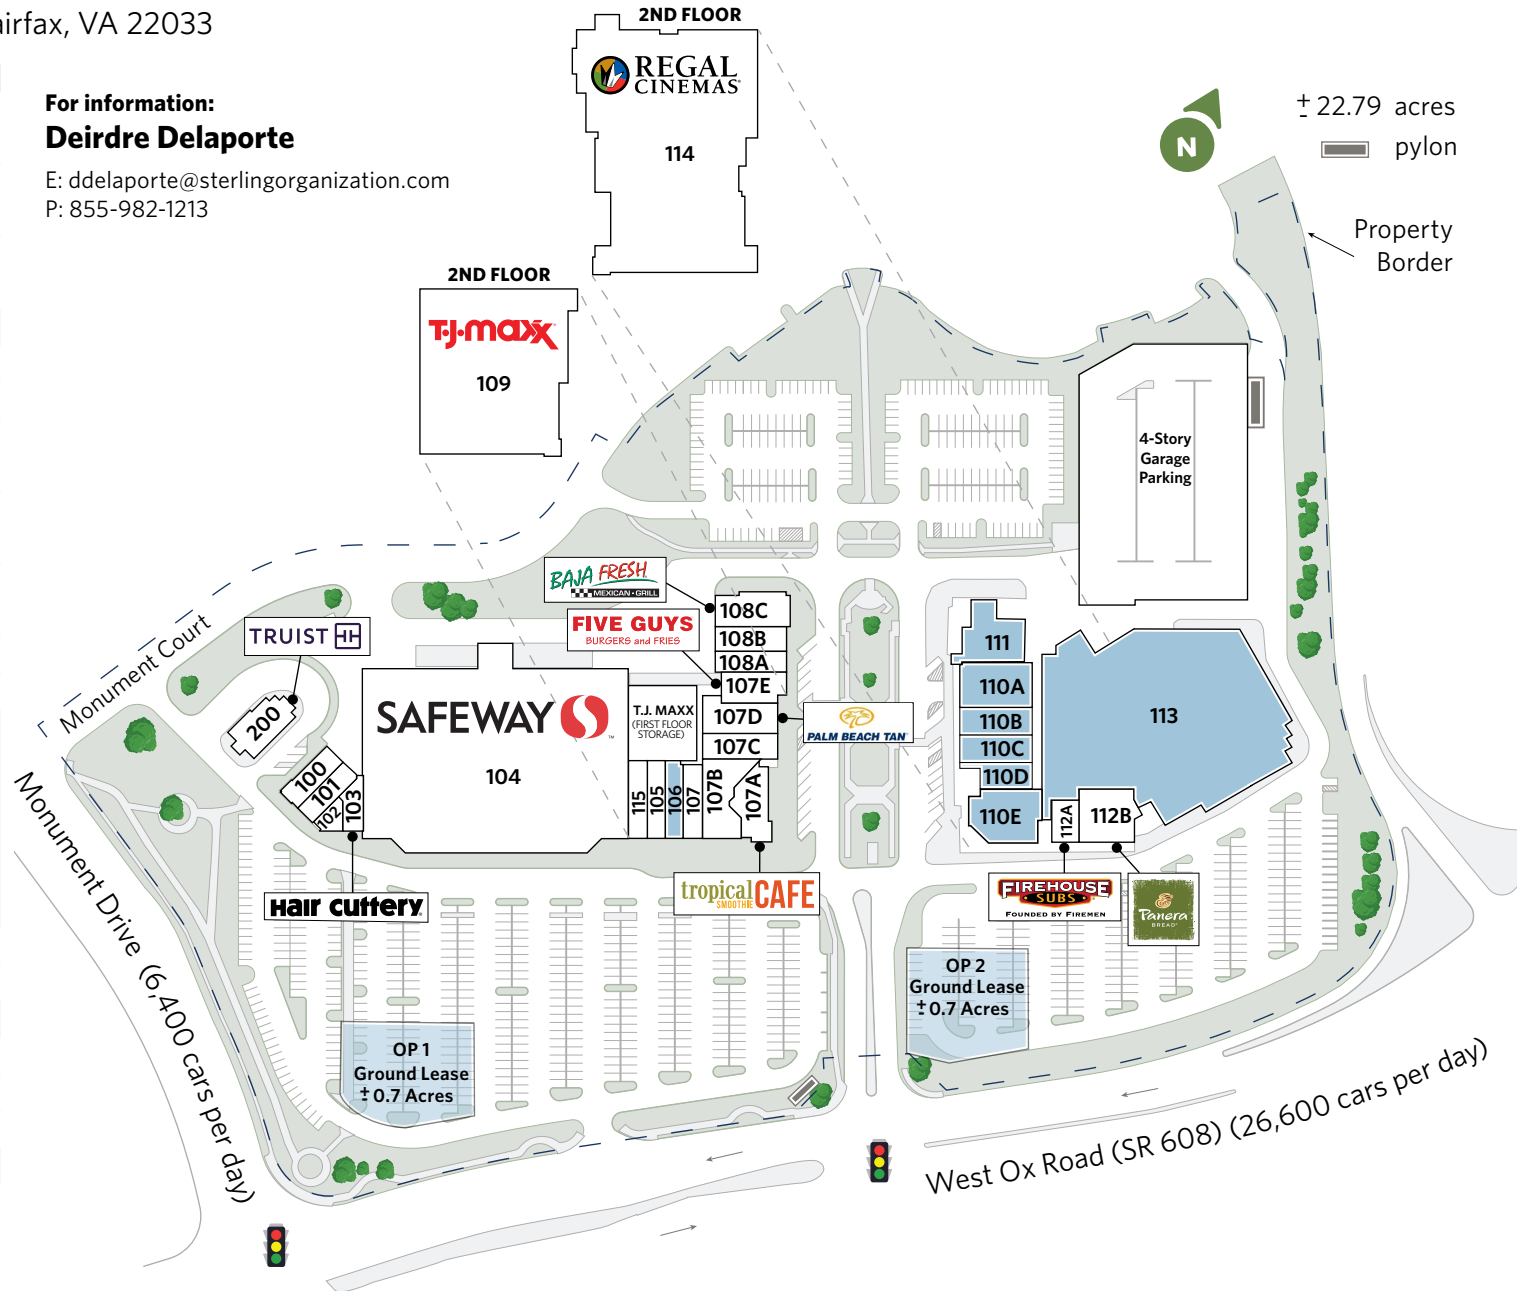 airfax, VA 22033
For information:
Deirdre Delaporte
E: ddelaporte@sterlingorganization.com
P: 855-982-1213
2ND FLOOR
REGAL
CINEMAS
114
2ND FLOOR
T·J·maxx
109
N
± 22.79 acres
pylon
Property
Border
4-Story
Garage
Parking
BAJA FRESH
MEXICAN • GRILL
FIVE GUYS
BURGERS and FRIES
TRUIST
Monument Court
200
100
101
102
103
SAFEWAY
104
T.J. MAXX
(FIRST FLOOR
STORAGE)
115
105
106
107
107B
107A
108C
108B
108A
107E
107D
107C
PALM BEACH TAN
111
110A
110B
110C
110D
110E
113
112A
112B
Hair cuttery
tropical
SMOOTHIE
CAFE
FIREHOUSE
SUBS
FOUNDED BY FIREMEN
Panera
BREAD
OP 1
Ground Lease
± 0.7 Acres
OP 2
Ground Lease
± 0.7 Acres
Monument Drive (6,400 cars per day)
West Ox Road (SR 608) (26,600 cars per day)